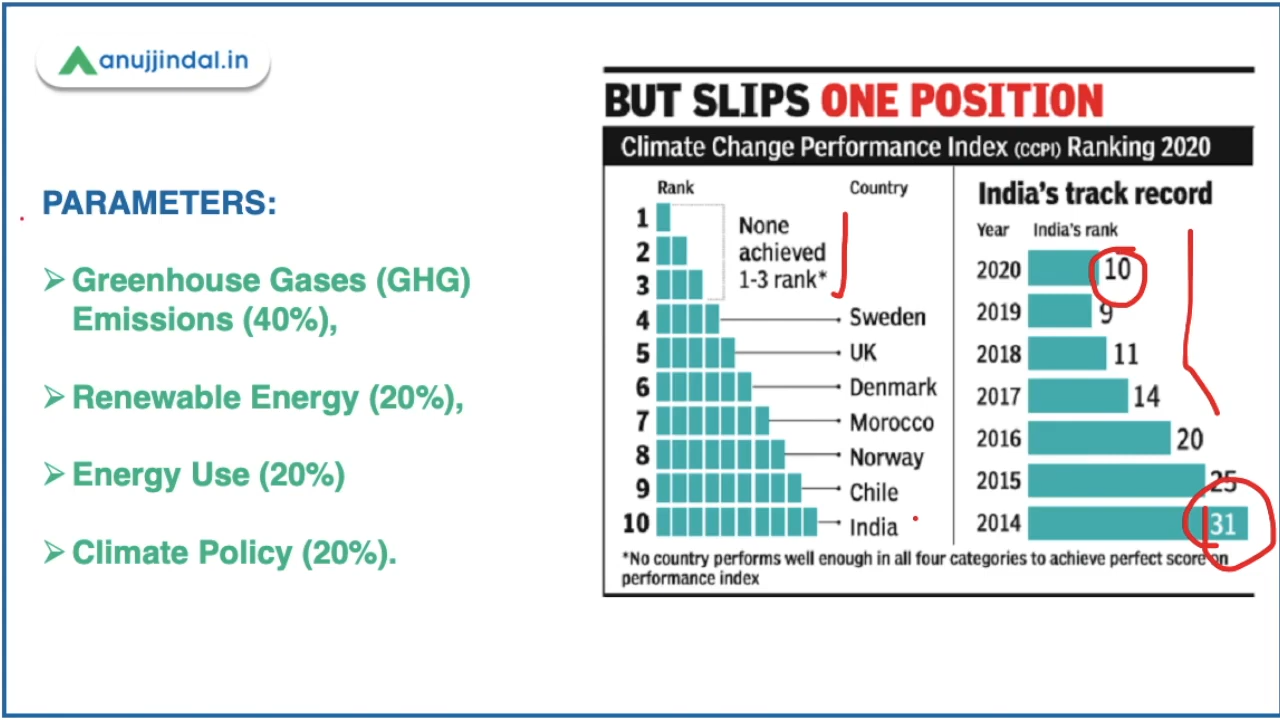 anujjindal.in
PARAMETERS:
➢ Greenhouse Gases (GHG)
Emissions (40%),
➢ Renewable Energy (20%),
➢ Energy Use (20%)
➢ Climate Policy (20%).
BUT SLIPS ONE POSITION
Climate Change Performance Index (CCPI) Ranking 2020
Rank Country
1
2
3
None
achieved
1-3 rank*
4 Sweden
5 UK
6 Denmark
7 Morocco
8 Norway
9 Chile
10 India
India's track record
Year India's rank
2020 10
2019 9
2018 11
2017 14
2016 20
2015 25
2014 31
*No country performs well enough in all four categories to achieve perfect score on
performance index